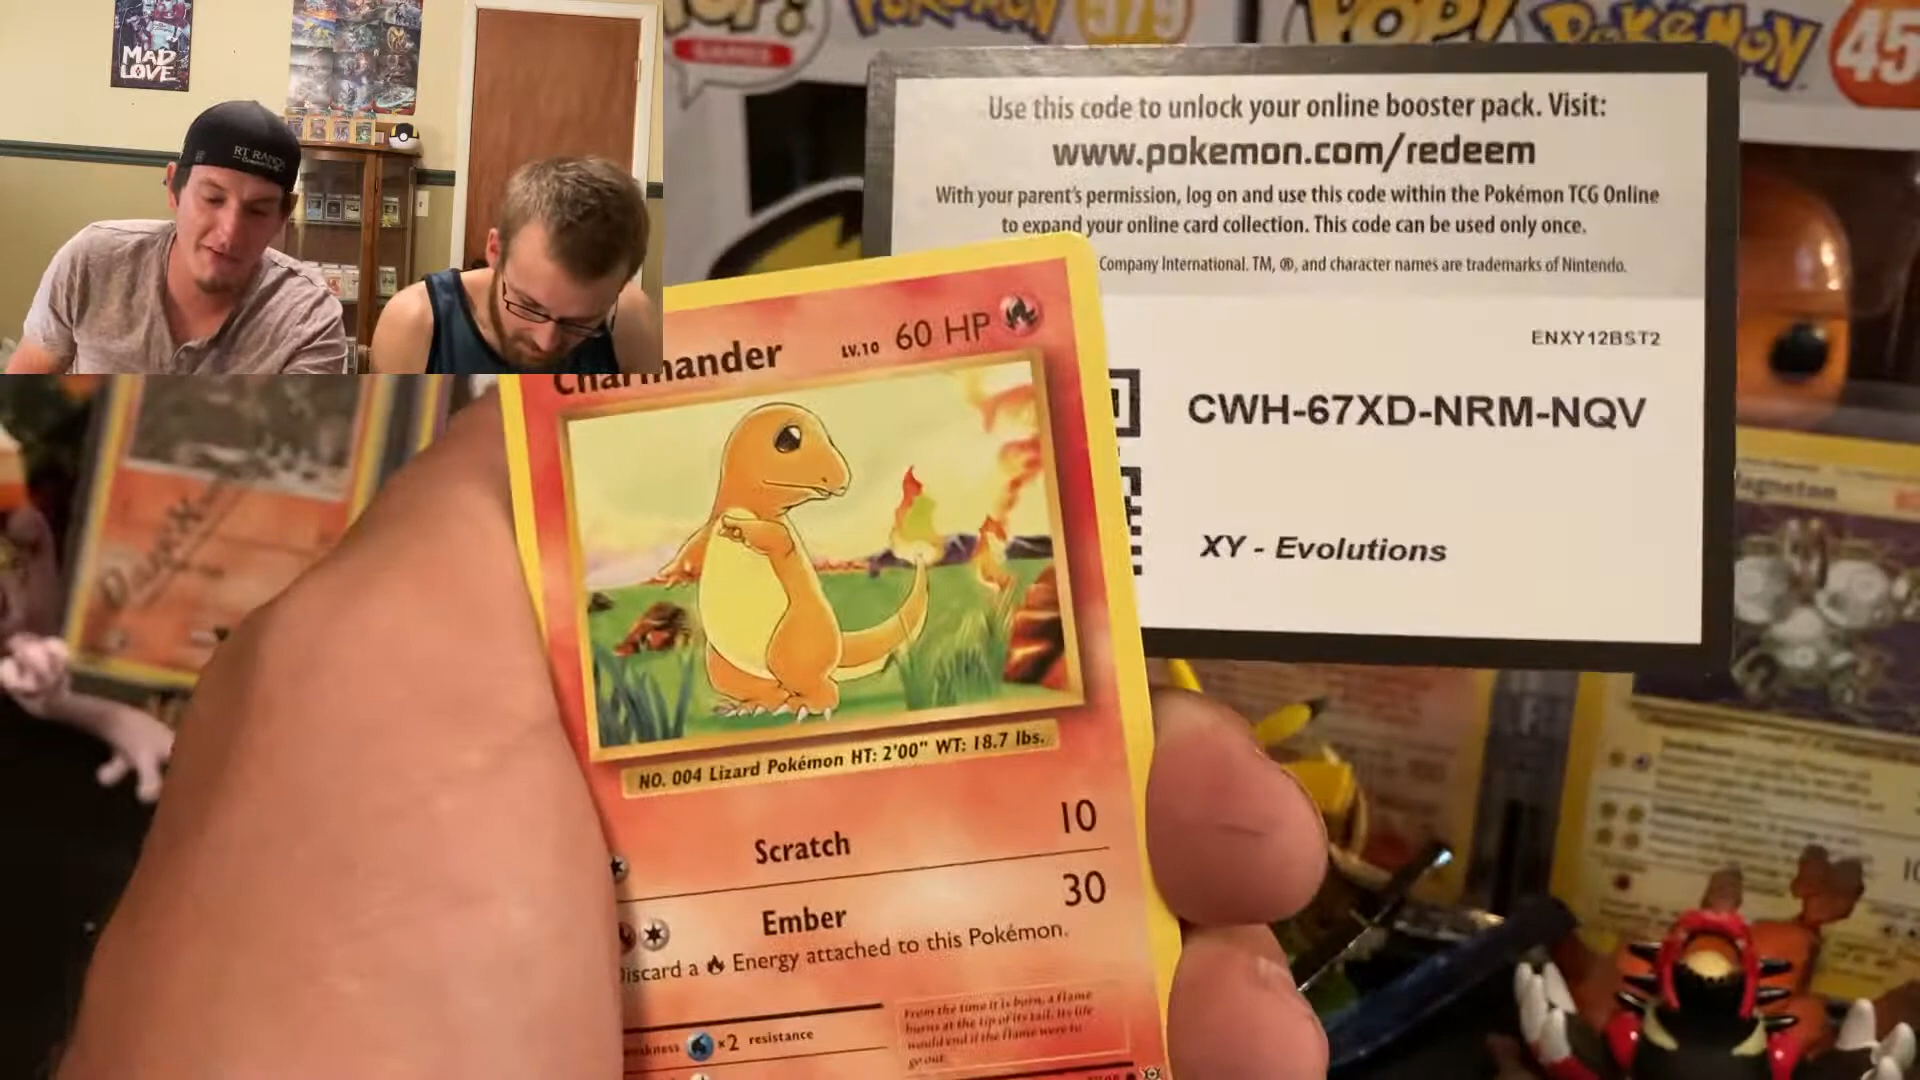 POP!
GAMES
POKÉMON
579
POP!
POKÉMON
45
MAD
LOVE
RT RANCH
Use this code to unlock your online booster pack. Visit:
www.pokemon.com/redeem
With your parent's permission, log on and use this code within the Pokémon TCG Online
to expand your online card collection. This code can be used only once.
Company International. TM, ®, and character names are trademarks of Nintendo.
ENXY12BST2
CWH-67XD-NRM-NQV
XY - Evolutions
Charmander LV.10 60 HP
NO. 004 Lizard Pokémon HT: 2'00" WT: 18.7 lbs.
Scratch 10
Ember 30
Discard a Energy attached to this Pokémon.
weakness ×2 resistance
From the time it is born, a flame
burns at the tip of its tail. Its life
would end if the flame were to
go out.
Magneton